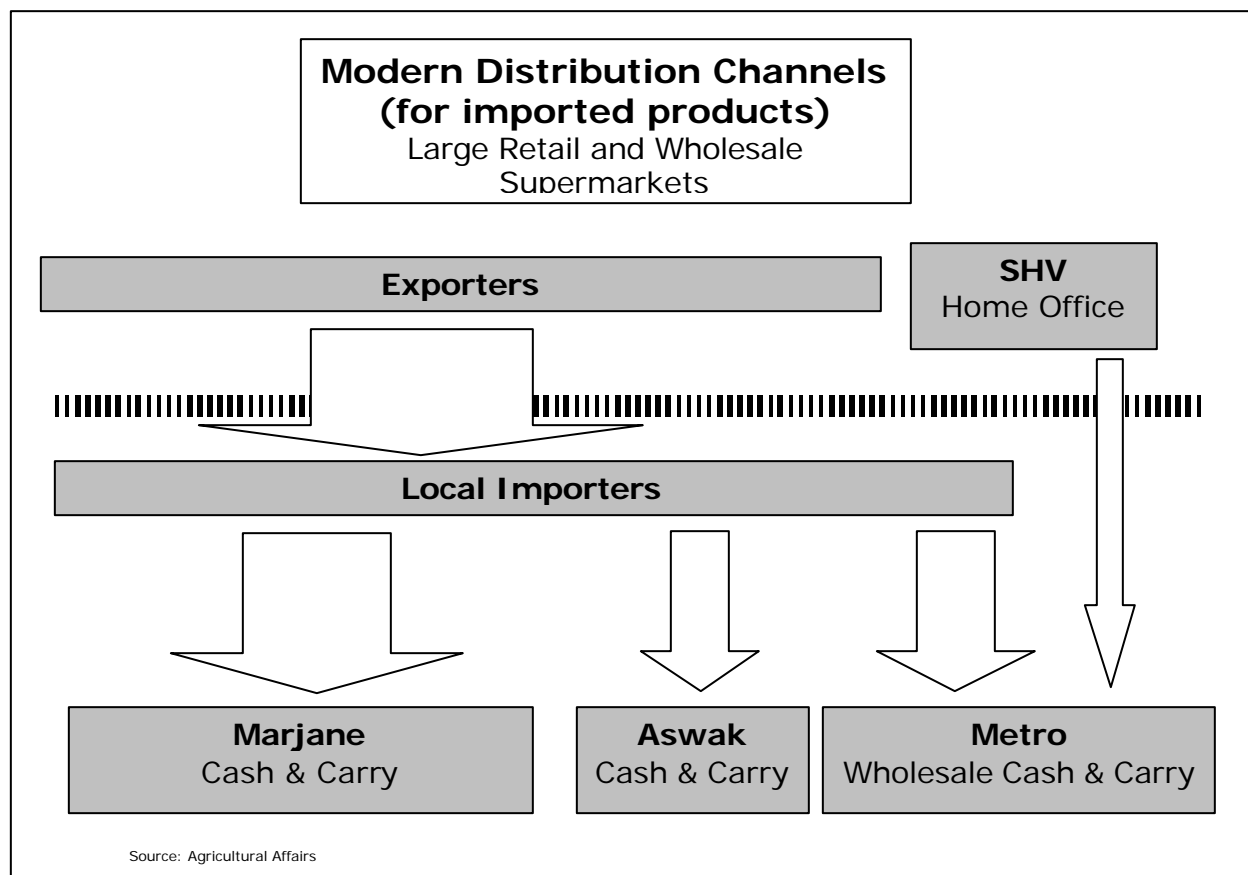 Modern Distribution Channels
(for imported products)
Large Retail and Wholesale
Supermarkets
Exporters
SHV
Home Office
Local Importers
Marjane
Cash & Carry
Aswak
Cash & Carry
Metro
Wholesale Cash & Carry
Source: Agricultural Affairs